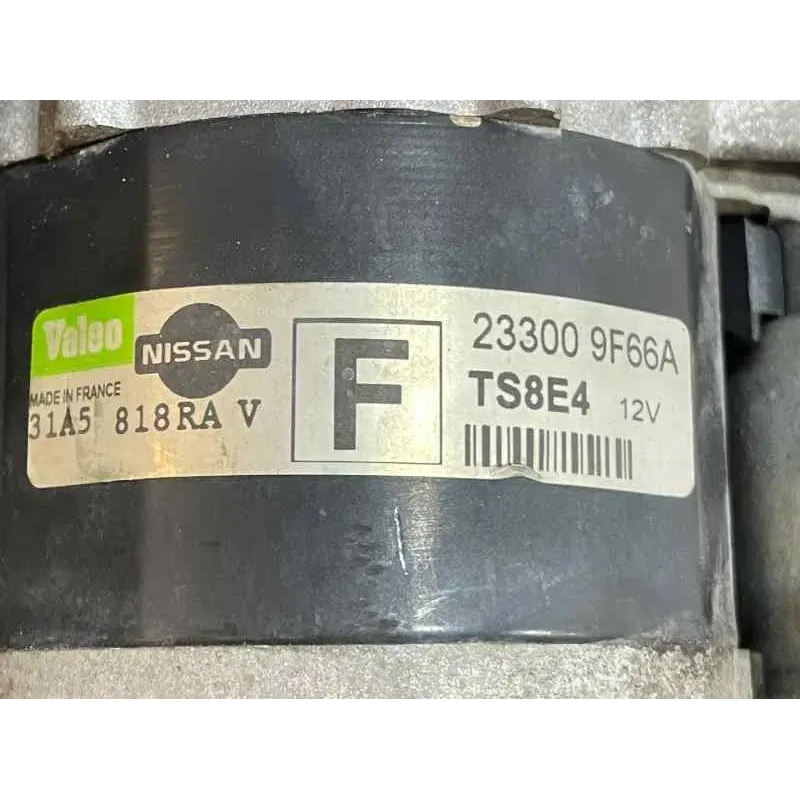 Valeo
NISSAN
MADE IN FRANCE
31A5 818RA V
F
23300 9F66A
TS8E4 12V